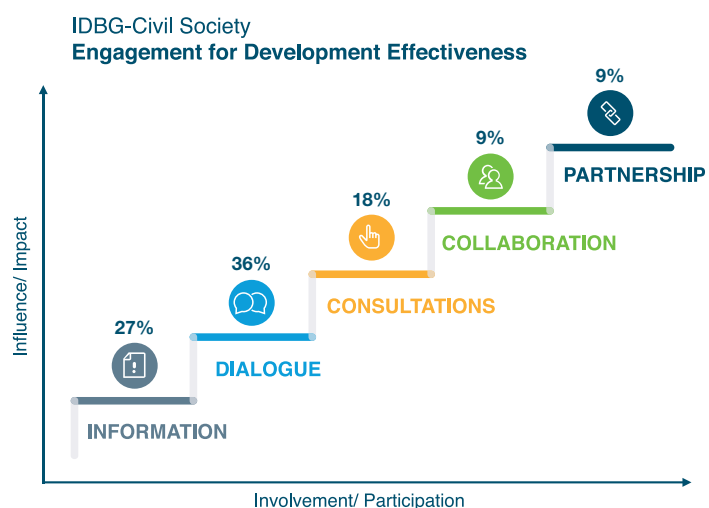 IDBG-Civil Society
Engagement for Development Effectiveness
9%
PARTNERSHIP
9%
COLLABORATION
18%
CONSULTATIONS
36%
DIALOGUE
27%
INFORMATION
Influence/ Impact
Involvement/ Participation